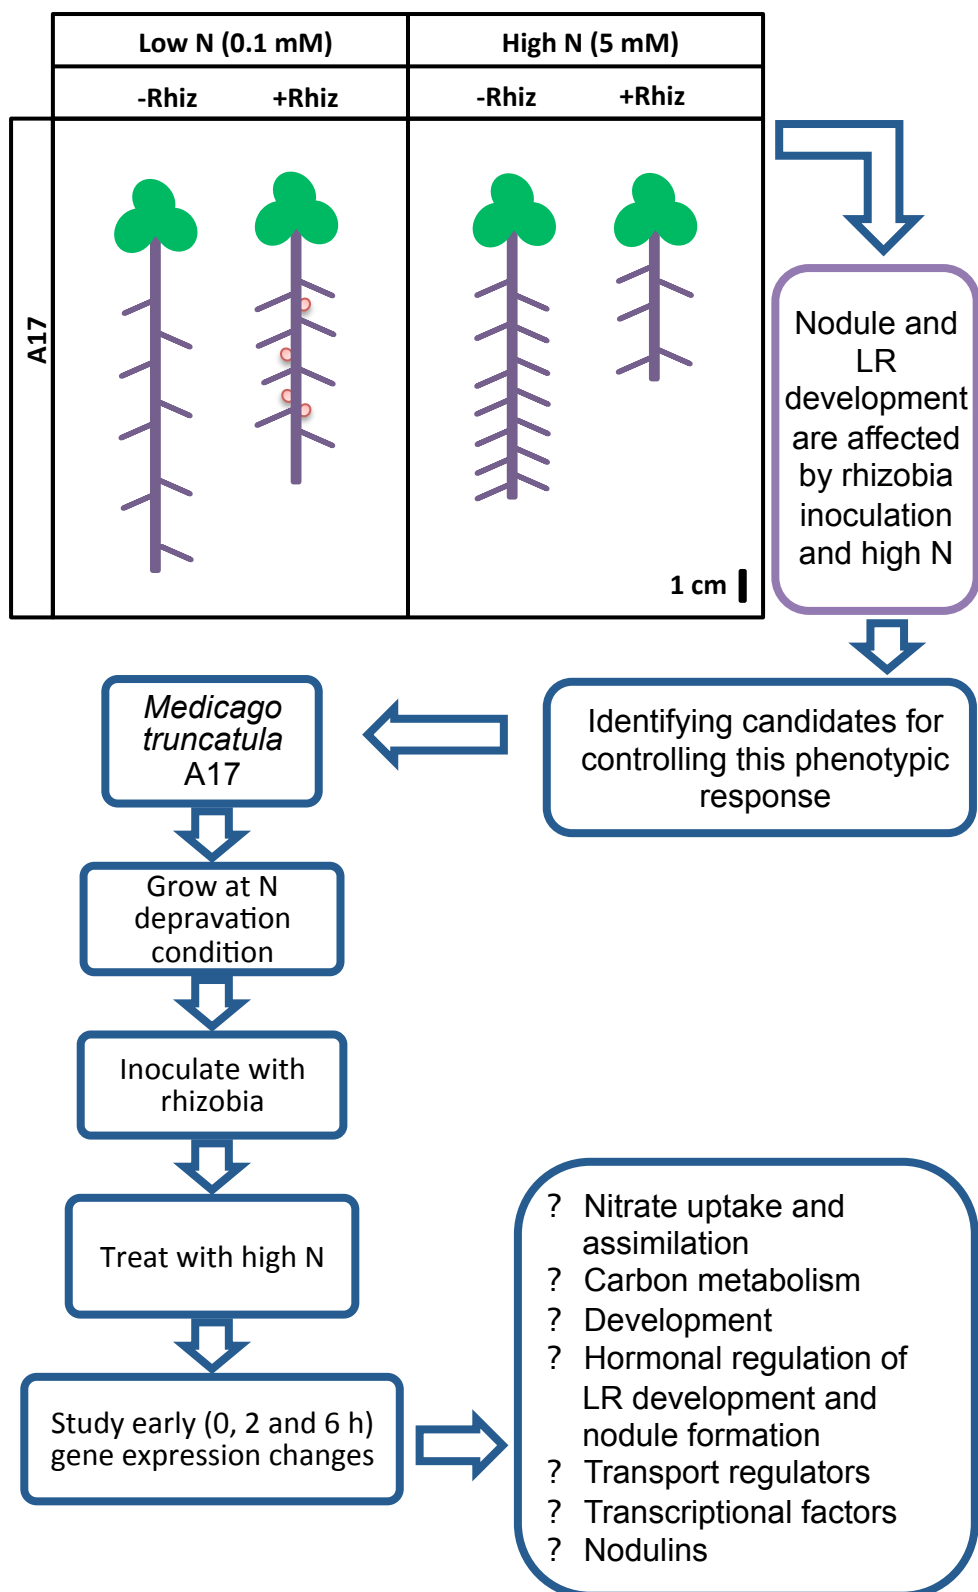 Low N (0.1 mM)
High N (5 mM)
-Rhiz
+Rhiz
-Rhiz
+Rhiz
A17
1 cm
Nodule and
LR
development
are affected
by rhizobia
inoculation
and high N
Identifying candidates for
controlling this phenotypic
response
Medicago
truncatula
A17
Grow at N
depravation
condition
Inoculate with
rhizobia
Treat with high N
Study early (0, 2 and 6 h)
gene expression changes
? Nitrate uptake and
assimilation
? Carbon metabolism
? Development
? Hormonal regulation of
LR development and
nodule formation
? Transport regulators
? Transcriptional factors
? Nodulins